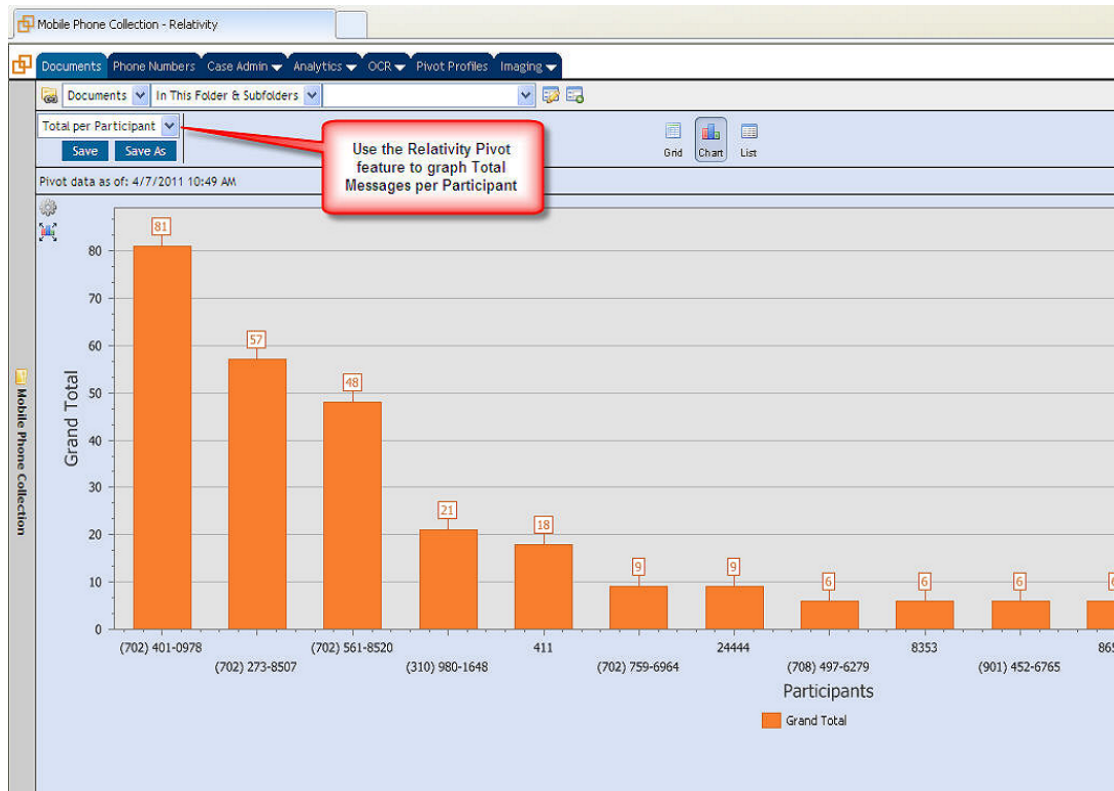 Mobile Phone Collection - Relativity
Documents Phone Numbers Case Admin Analytics OCR Pivot Profiles Imaging
Documents In This Folder & Subfolders
Total per Participant
Save Save As
Use the Relativity Pivot
feature to graph Total
Messages per Participant
Grid Chart List
Pivot data as of: 4/7/2011 10:49 AM
Mobile Phone Collection
Grand Total
80
70
60
50
40
30
20
10
0
81
57
48
21
18
9
9
6
6
6
(702) 401-0978 (702) 561-8520 411 24444 8353
(702) 273-8507 (310) 980-1648 (702) 759-6964 (708) 497-6279 (901) 452-6765
Participants
Grand Total